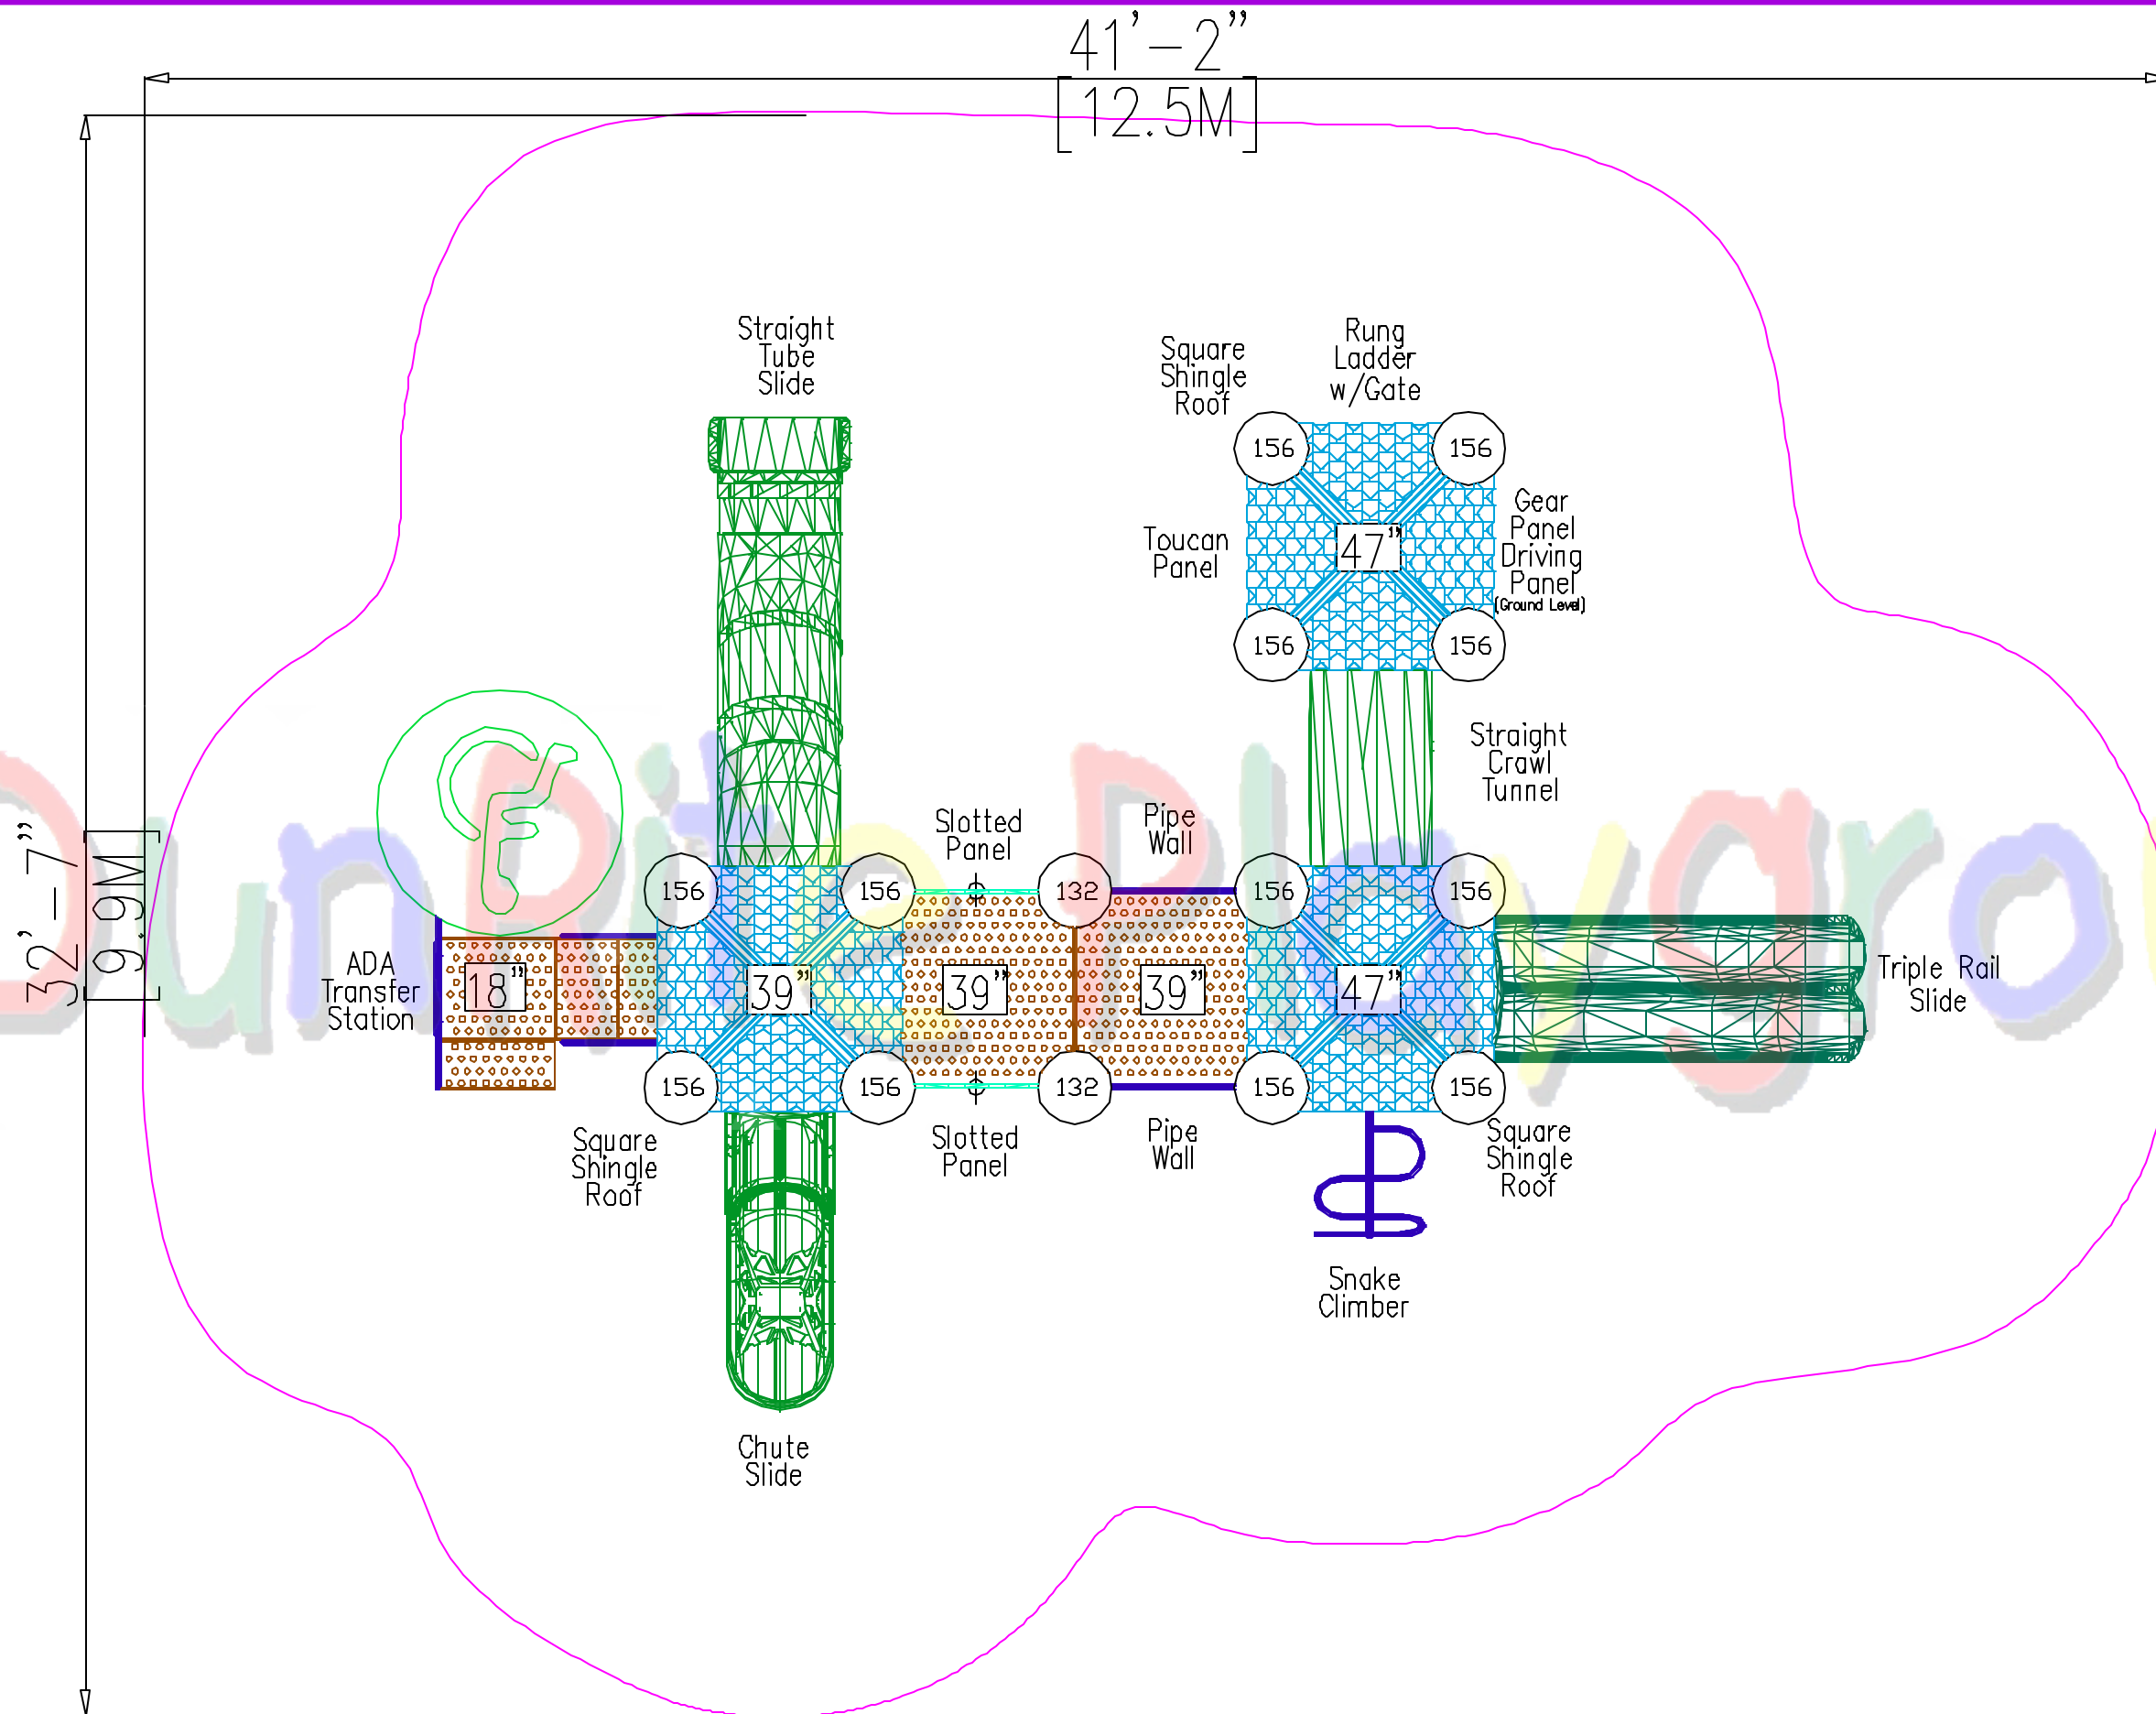 41'-2"
[12.5M]
32'-7"
[9.9M]
Straight
Tube
Slide
Square
Shingle
Roof
Rung
Ladder
w/Gate
156
156
Toucan
Panel
47"
Gear
Panel
Driving
Panel
(Ground Level)
156
156
Straight
Crawl
Tunnel
Slotted
Panel
Pipe
Wall
156
156
132
156
156
ADA
Transfer
Station
18"
39"
39"
39"
47"
Triple Rail
Slide
156
156
132
156
156
Square
Shingle
Roof
Slotted
Panel
Pipe
Wall
Square
Shingle
Roof
Snake
Climber
Chute
Slide
DunRite Playgrou